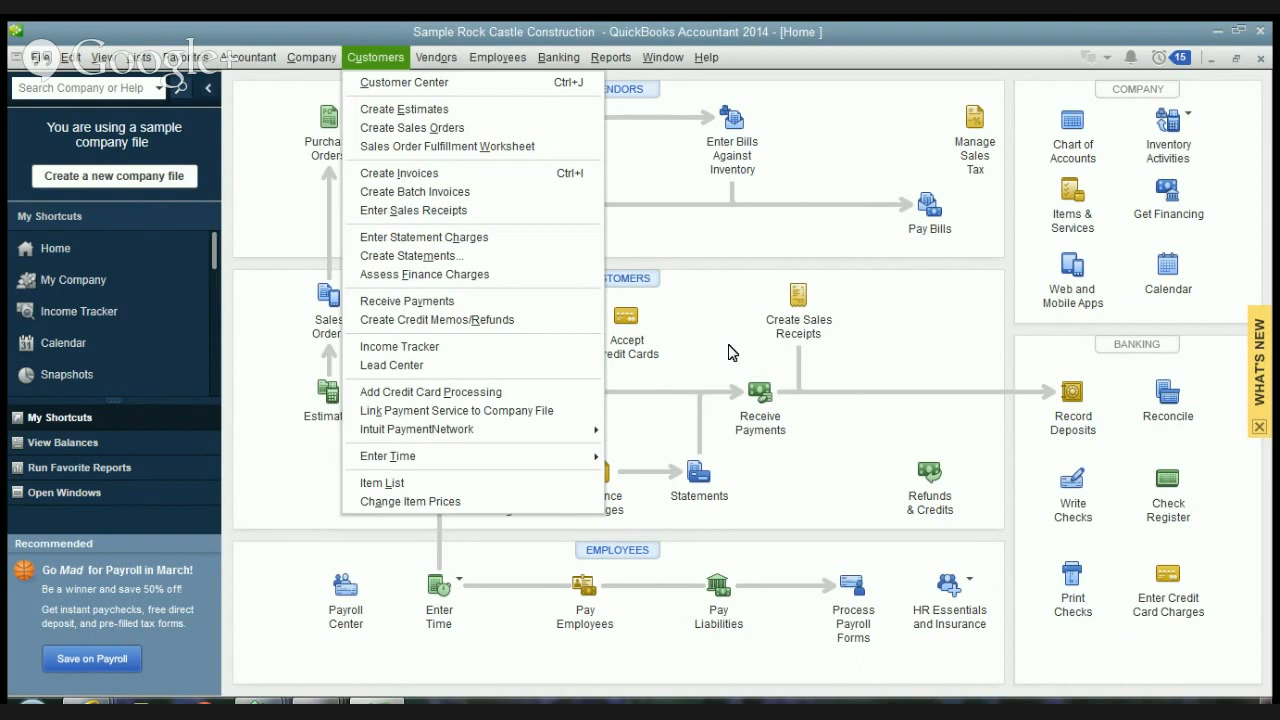 Sample Rock Castle Construction - QuickBooks Accountant 2014 - [Home ]
File Edit View Lists Favorites Accountant Company Customers Vendors Employees Banking Reports Window Help
15
Google+
Search Company or Help
You are using a sample
company file
Create a new company file
My Shortcuts
Home
My Company
Income Tracker
Calendar
Snapshots
My Shortcuts
View Balances
Run Favorite Reports
Open Windows
Recommended
Go Mad for Payroll in March!
Be a winner and save 50% off!
Get instant paychecks, free direct
deposit, and pre-filled tax forms.
Save on Payroll
Customer Center Ctrl+J
Create Estimates
Create Sales Orders
Sales Order Fulfillment Worksheet
Create Invoices Ctrl+I
Create Batch Invoices
Enter Sales Receipts
Enter Statement Charges
Create Statements...
Assess Finance Charges
Receive Payments
Create Credit Memos/Refunds
Income Tracker
Lead Center
Add Credit Card Processing
Link Payment Service to Company File
Intuit PaymentNetwork
Enter Time
Item List
Change Item Prices
ENDORS
Purcha
Orders
Enter Bills
Against
Inventory
Manage
Sales
Tax
Pay Bills
TOMERS
Sales
Order
Accept
redit Cards
Create Sales
Receipts
Estimat
Receive
Payments
nce
ges
Statements
Refunds
& Credits
EMPLOYEES
Payroll
Center
Enter
Time
Pay
Employees
Pay
Liabilities
Process
Payroll
Forms
HR Essentials
and Insurance
COMPANY
Chart of
Accounts
Inventory
Activities
Items &
Services
Get Financing
Web and
Mobile Apps
Calendar
BANKING
Record
Deposits
Reconcile
Write
Checks
Check
Register
Print
Checks
Enter Credit
Card Charges
WHAT'S NEW